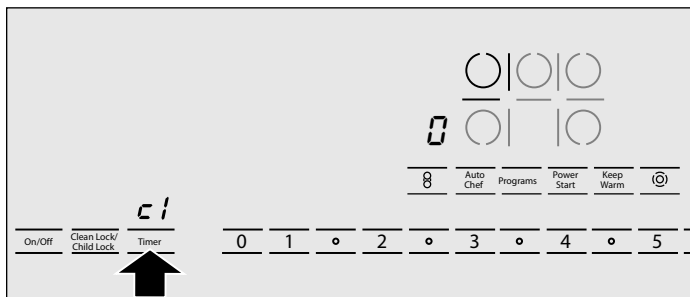 0
Auto Chef Programs Power Start Keep Warm
c1
On/Off Clean Lock/ Child Lock Timer 0 1 2 3 4 5